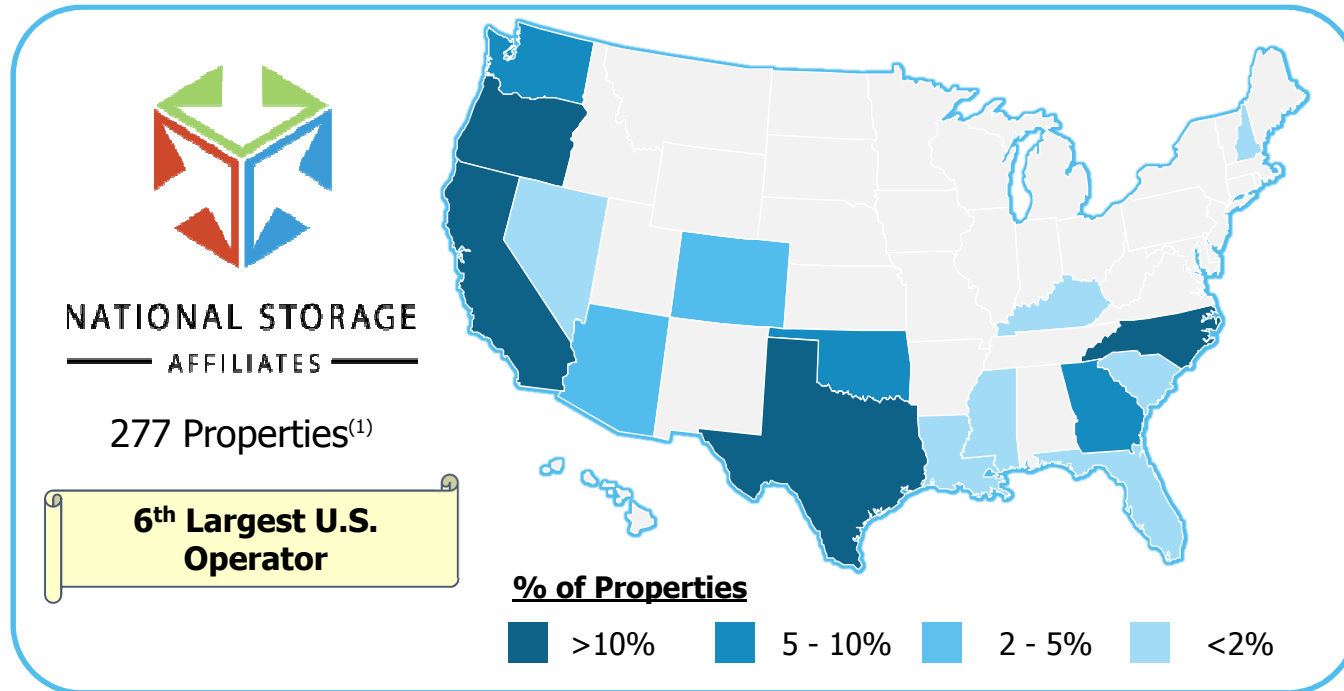 NATIONAL STORAGE
AFFILIATES
277 Properties(1)
6th Largest U.S.
Operator
% of Properties
>10%
5 - 10%
2 - 5%
<2%